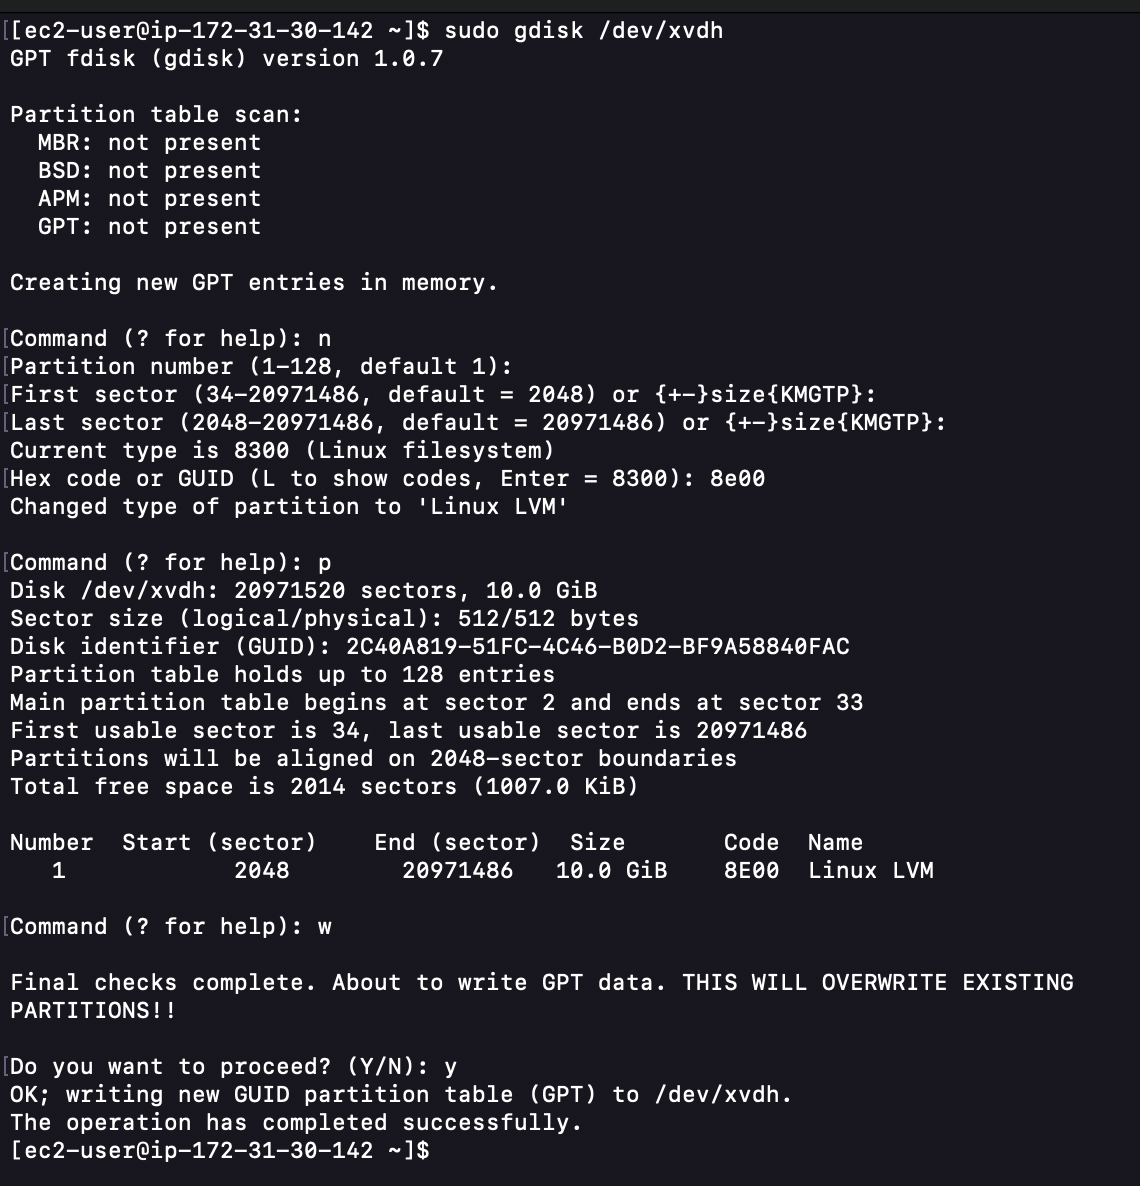 [[ec2-user@ip-172-31-30-142 ~]$ sudo gdisk /dev/xvdh
GPT fdisk (gdisk) version 1.0.7
Partition table scan:
MBR: not present
BSD: not present
APM: not present
GPT: not present
Creating new GPT entries in memory.
[Command (? for help): n
[Partition number (1-128, default 1):
[First sector (34-20971486, default = 2048) or {+-}size{KMGTP}:
[Last sector (2048-20971486, default = 20971486) or {+-}size{KMGTP}:
Current type is 8300 (Linux filesystem)
[Hex code or GUID (L to show codes, Enter = 8300): 8e00
Changed type of partition to 'Linux LVM'
[Command (? for help): p
Disk /dev/xvdh: 20971520 sectors, 10.0 GiB
Sector size (logical/physical): 512/512 bytes
Disk identifier (GUID): 2C40A819-51FC-4C46-B0D2-BF9A58840FAC
Partition table holds up to 128 entries
Main partition table begins at sector 2 and ends at sector 33
First usable sector is 34, last usable sector is 20971486
Partitions will be aligned on 2048-sector boundaries
Total free space is 2014 sectors (1007.0 KiB)
Number  Start (sector)    End (sector)  Size       Code  Name
   1            2048        20971486   10.0 GiB    8E00  Linux LVM
[Command (? for help): w
Final checks complete. About to write GPT data. THIS WILL OVERWRITE EXISTING
PARTITIONS!!
[Do you want to proceed? (Y/N): y
OK; writing new GUID partition table (GPT) to /dev/xvdh.
The operation has completed successfully.
[ec2-user@ip-172-31-30-142 ~]$